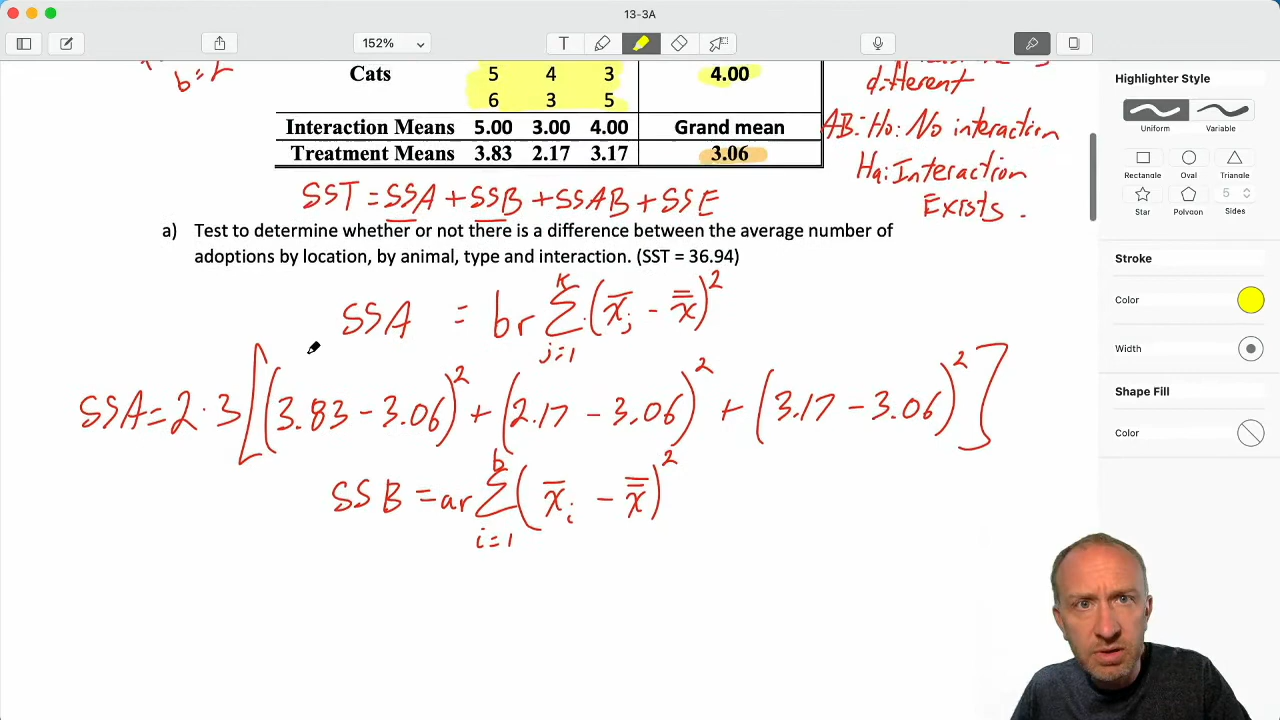 13-3A
152%
T
b = 2
Cats 5 4 3 4.00
6 3 5
Interaction Means 5.00 3.00 4.00 Grand mean
Treatment Means 3.83 2.17 3.17 3.06
different
AB: H0: No interaction
Ha: Interaction
Exists.
SST = SSA + SSB + SSAB + SSE
a) Test to determine whether or not there is a difference between the average number of
adoptions by location, by animal, type and interaction. (SST = 36.94)
SSA = br ∑ⱼ₌₁ᴷ (x̄ⱼ - x̿)²
SSA = 2·3[(3.83 - 3.06)² + (2.17 - 3.06)² + (3.17 - 3.06)²]
SSB = ar ∑ᵢ₌₁ᵇ (x̄ᵢ - x̿)²
Highlighter Style
Uniform Variable
Rectangle Oval Triangle
5
Star Polygon Sides
Stroke
Color
Width
Shape Fill
Color